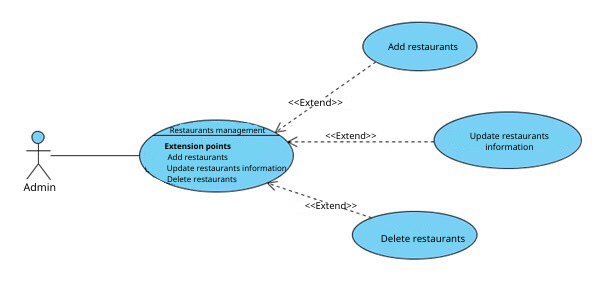 Add restaurants
<<Extend>>
Restaurants management
Extension points
Add restaurants
Update restaurants information
Delete restaurants
<<Extend>>
Update restaurants
information
Admin
<<Extend>>
Delete restaurants